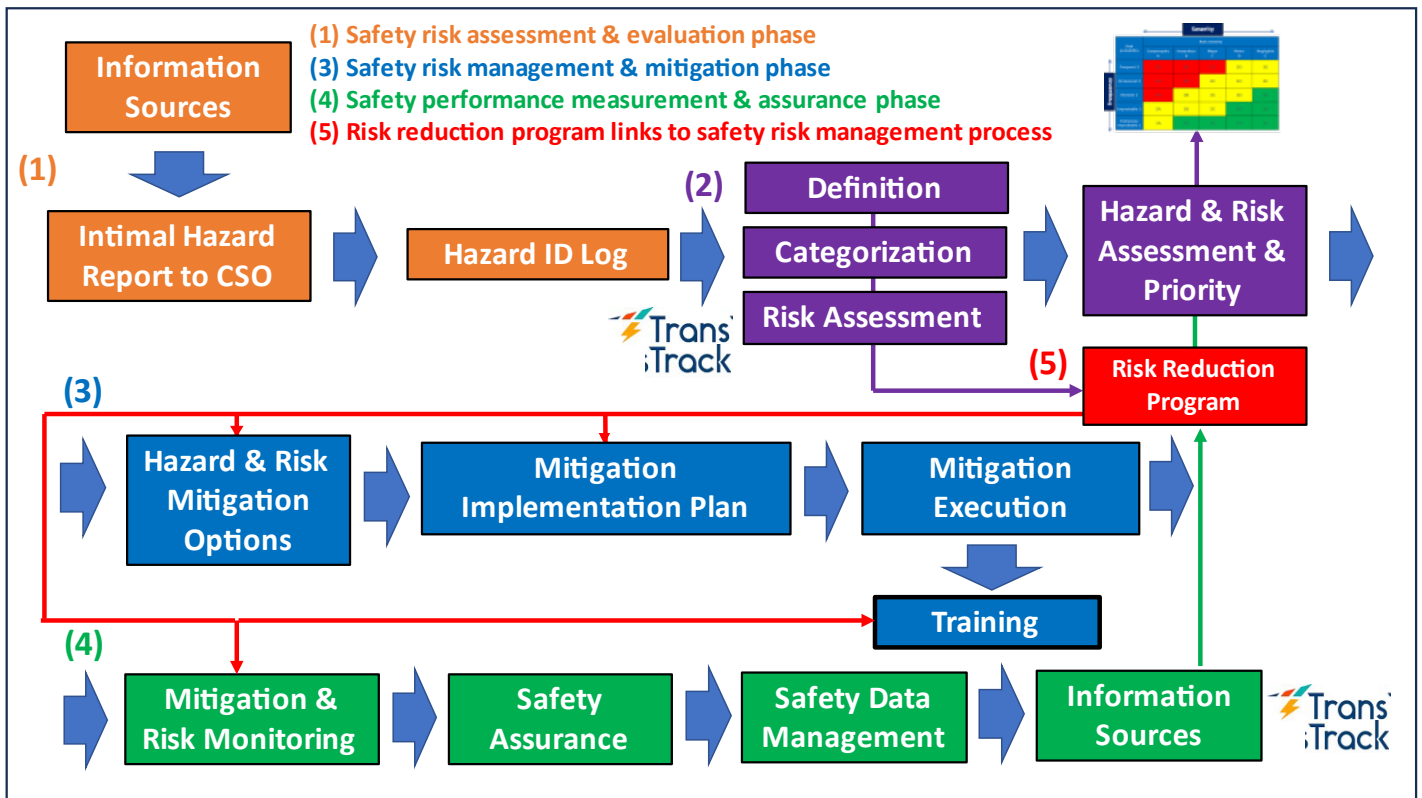 (1) Safety risk assessment & evaluation phase
(3) Safety risk management & mitigation phase
(4) Safety performance measurement & assurance phase
(5) Risk reduction program links to safety risk management process
Information
Sources
Severity
(1)
Intimal Hazard
Report to CSO
Hazard ID Log
(2)
Definition
Categorization
Risk Assessment
Hazard & Risk
Assessment &
Priority
Trans
sTrack
(5)
Risk Reduction
Program
(3)
Hazard & Risk
Mitigation
Options
Mitigation
Implementation Plan
Mitigation
Execution
Training
(4)
Mitigation &
Risk Monitoring
Safety
Assurance
Safety Data
Management
Information
Sources
Trans
sTrack